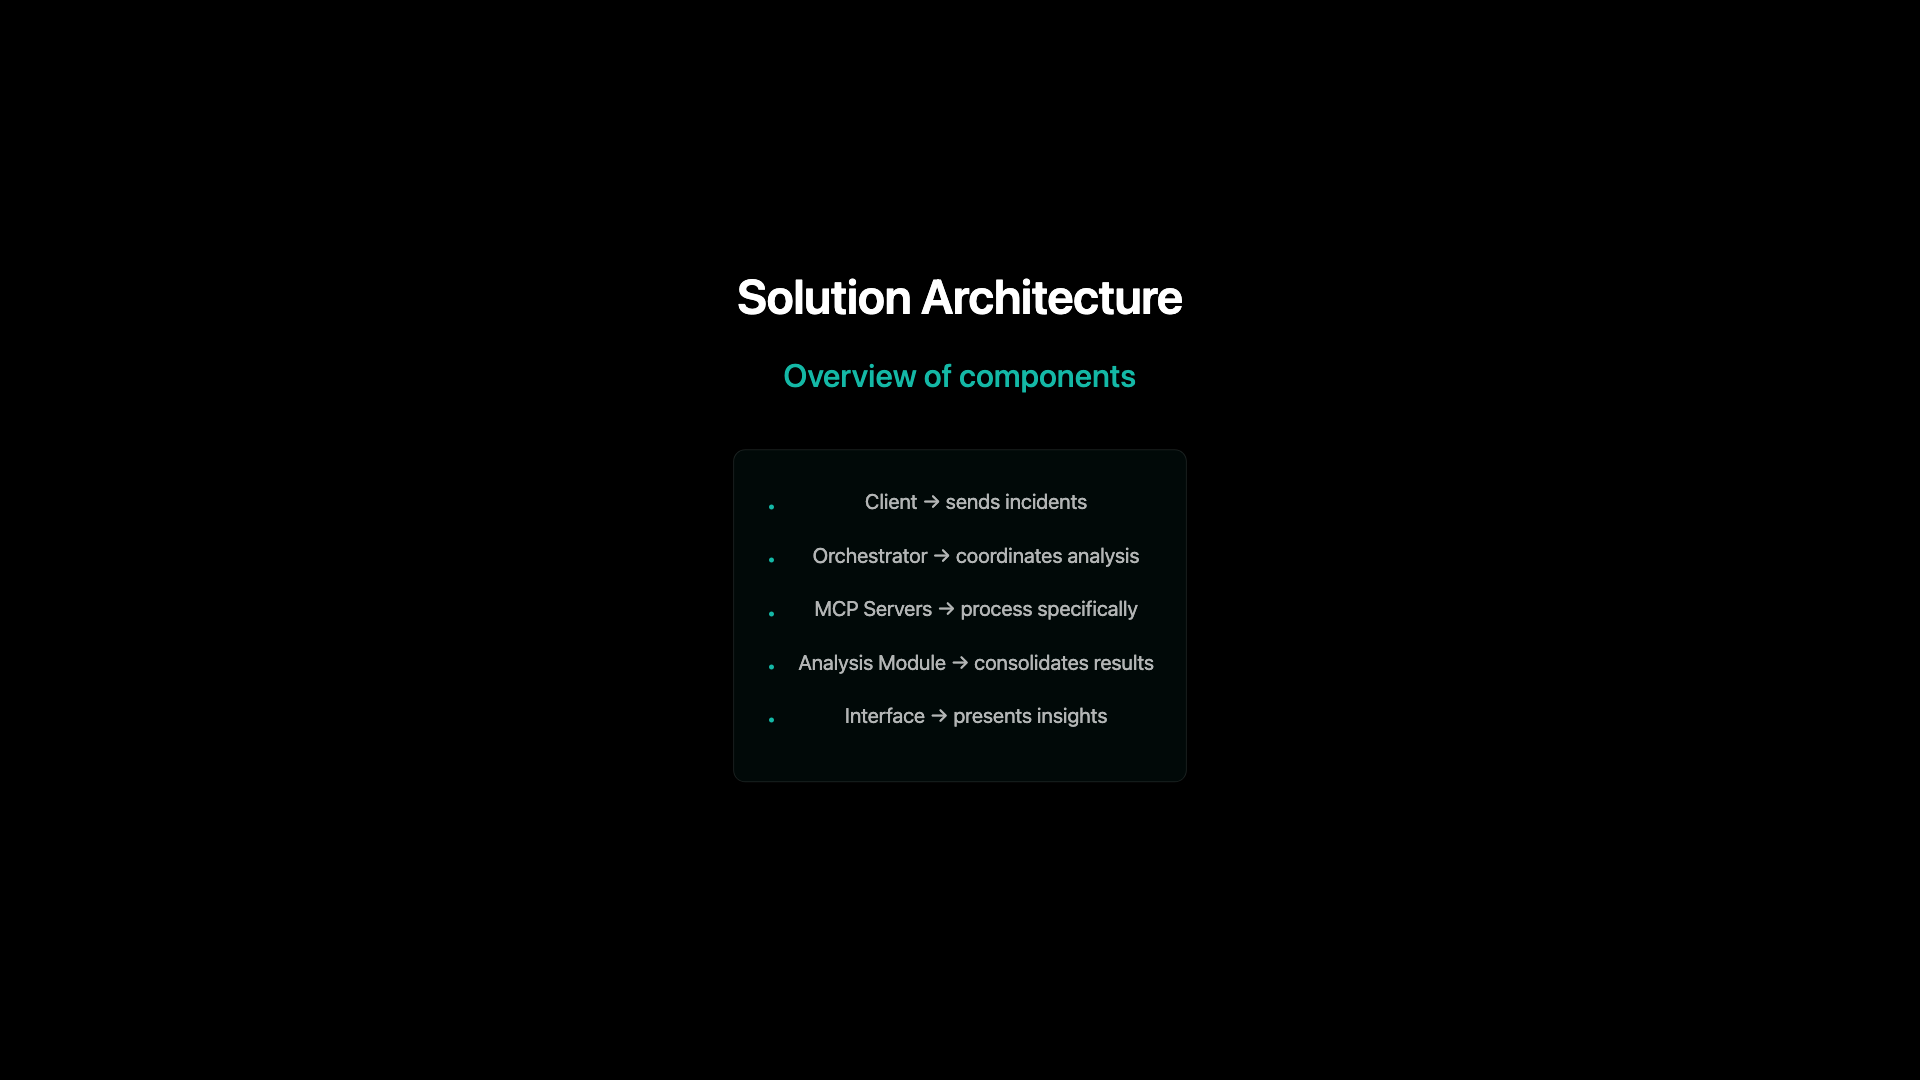 Solution Architecture
Overview of components
• Client → sends incidents
• Orchestrator → coordinates analysis
• MCP Servers → process specifically
• Analysis Module → consolidates results
• Interface → presents insights